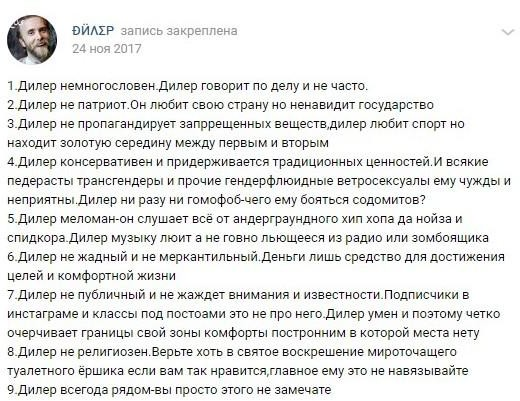 ÐЙΛΣP запись закреплена
24 ноя 2017
1.Дилер немногословен.Дилер говорит по делу и не часто.
2.Дилер не патриот.Он любит свою страну но ненавидит государство
3.Дилер не пропагандирует запррещенных веществ,дилер любит спорт но
находит золотую середину между первым и вторым
4.Дилер консервативен и придерживается традиционных ценностей.И всякие
педерасты трансгендеры и прочие гендерфлюидные ветросексуалы ему чужды и
неприятны.Дилер ни разу ни гомофоб-чего ему бояться содомитов?
5.Дилер меломан-он слушает всё от андерграундного хип хопа да нойза и
спидкора.Дилер музыку люит а не говно льющееся из радио или зомбоящика
6.Дилер не жадный и не меркантильный.Деньги лишь средство для достижения
целей и комфортной жизни
7.Дилер не публичный и не жаждет внимания и известности.Подписчики в
инстаграме и классы под постоами это не про него.Дилер умен и поэтому четко
очерчивает границы свой зоны комфорты постронним в которой места нету
8.Дилер не религиозен.Верьте хоть в святое воскрешение мироточащего
туалетного ёршика если вам так нравится,главное ему это не навязывайте
9.Дилер всегода рядом-вы просто этого не замечате